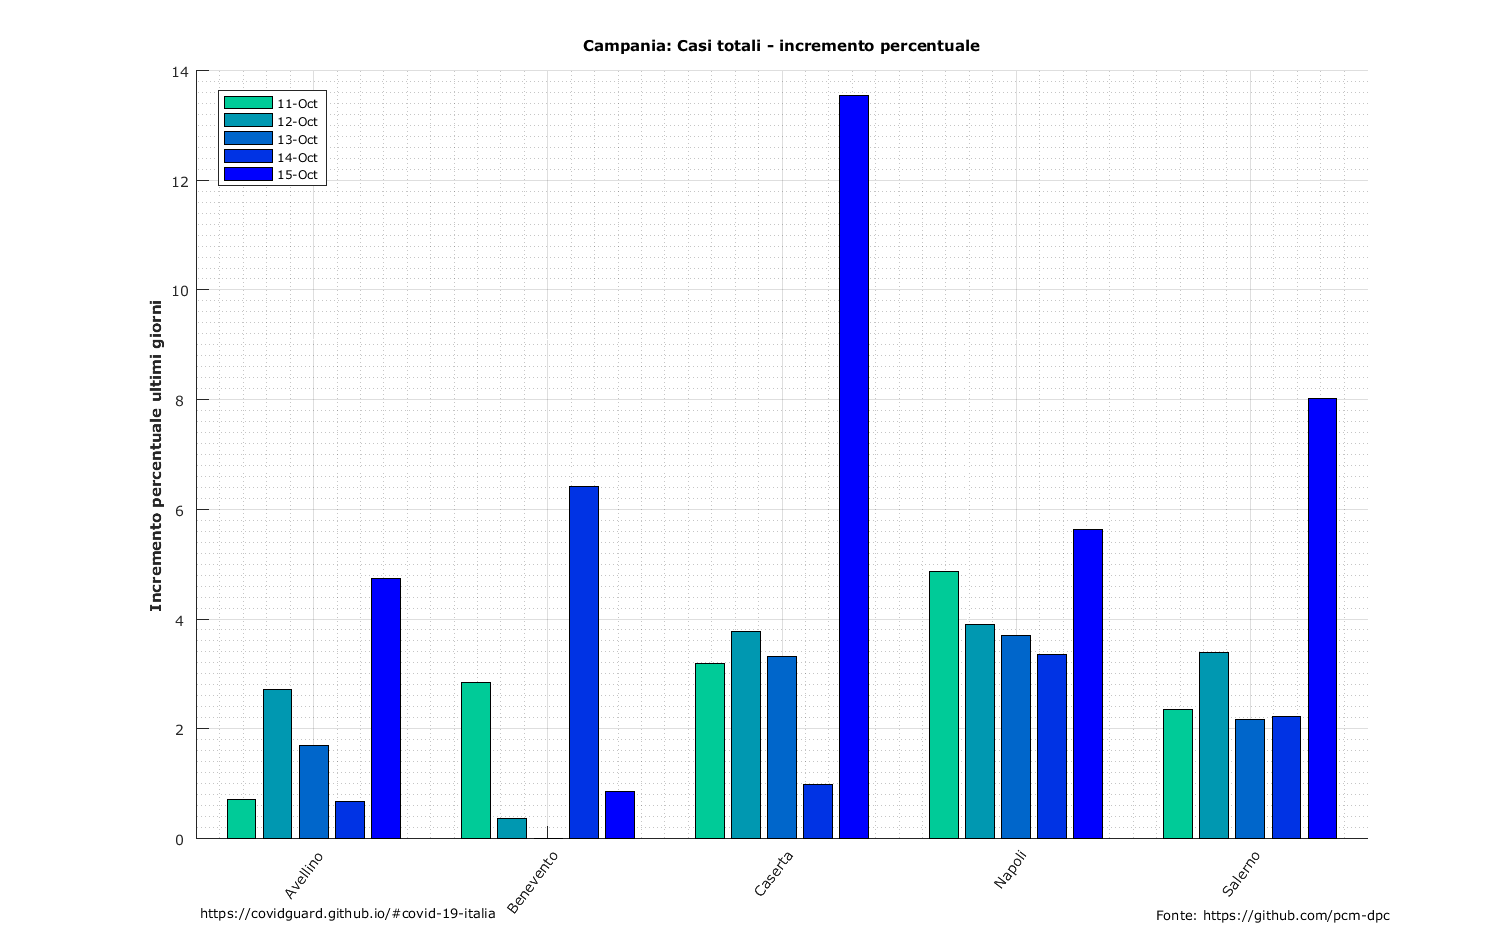 Campania: Casi totali - incremento percentuale
14
12
10
8
6
4
2
0
Incremento percentuale ultimi giorni
11-Oct
12-Oct
13-Oct
14-Oct
15-Oct
Avellino
Benevento
Caserta
Napoli
Salerno
https://covidguard.github.io/#covid-19-italia
Fonte: https://github.com/pcm-dpc